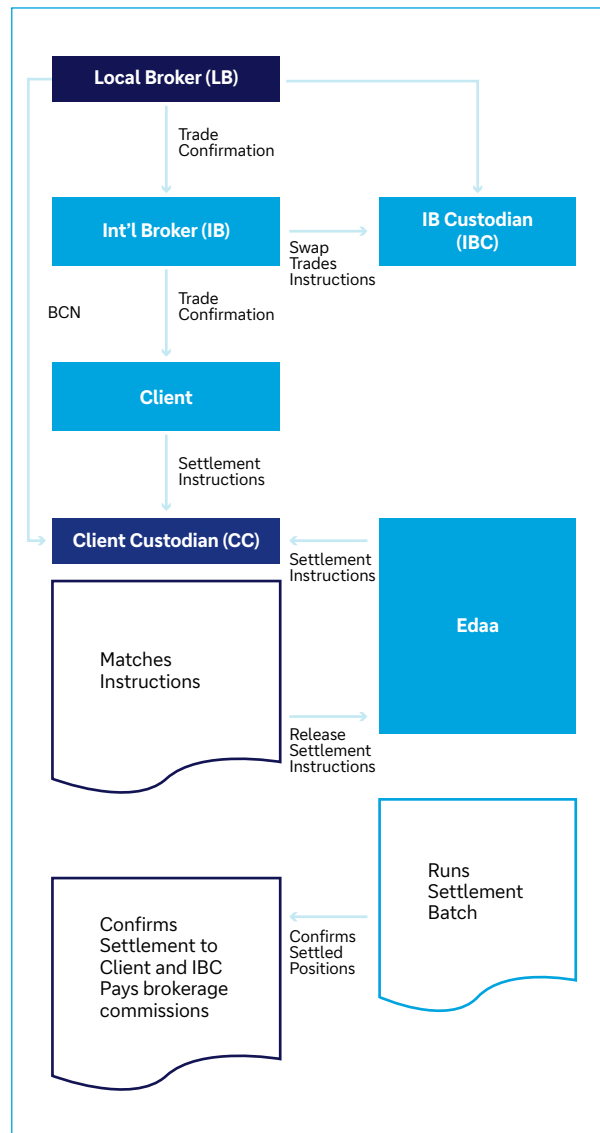 Local Broker (LB)
Trade
Confirmation
Int'l Broker (IB)
IB Custodian
(IBC)
Swap
Trades
Instructions
BCN
Trade
Confirmation
Client
Settlement
Instructions
Client Custodian (CC)
Settlement
Instructions
Edaa
Matches
Instructions
Release
Settlement
Instructions
Runs
Settlement
Batch
Confirms
Settled
Positions
Confirms
Settlement to
Client and IBC
Pays brokerage
commissions